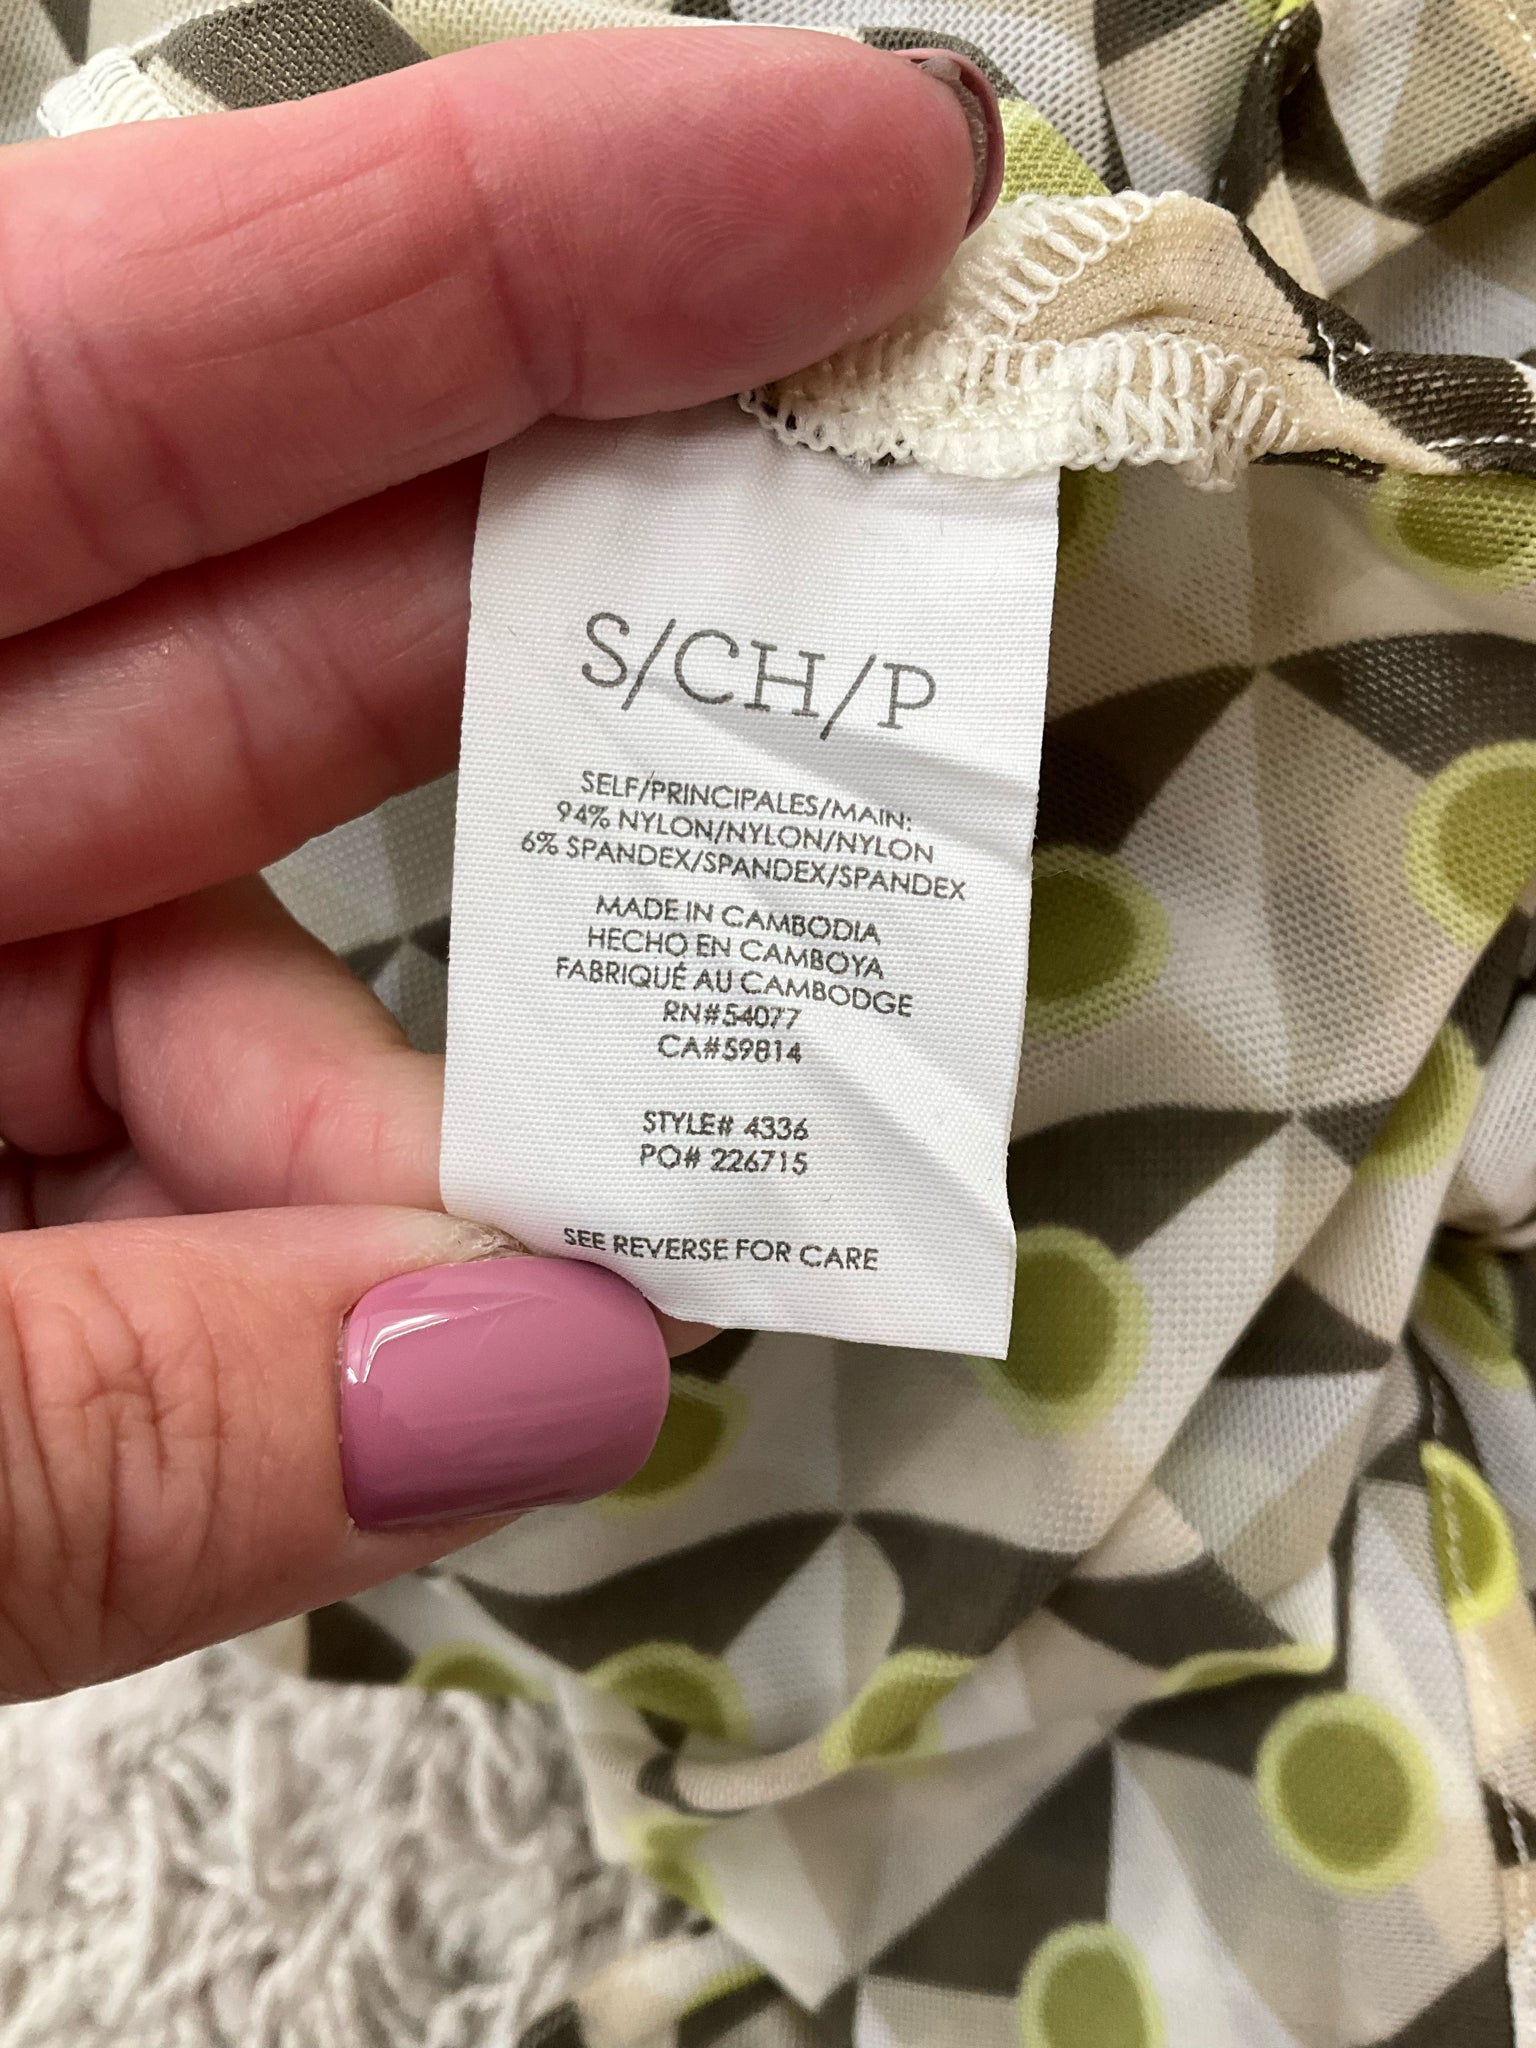 S/CH/P
SELF/PRINCIPALES/MAIN:
94% NYLON/NYLON/NYLON
6% SPANDEX/SPANDEX/SPANDEX
MADE IN CAMBODIA
HECHO EN CAMBOYA
FABRIQUÉ AU CAMBODGE
RN#54077
CA#59814
STYLE# 4336
PO# 226715
SEE REVERSE FOR CARE